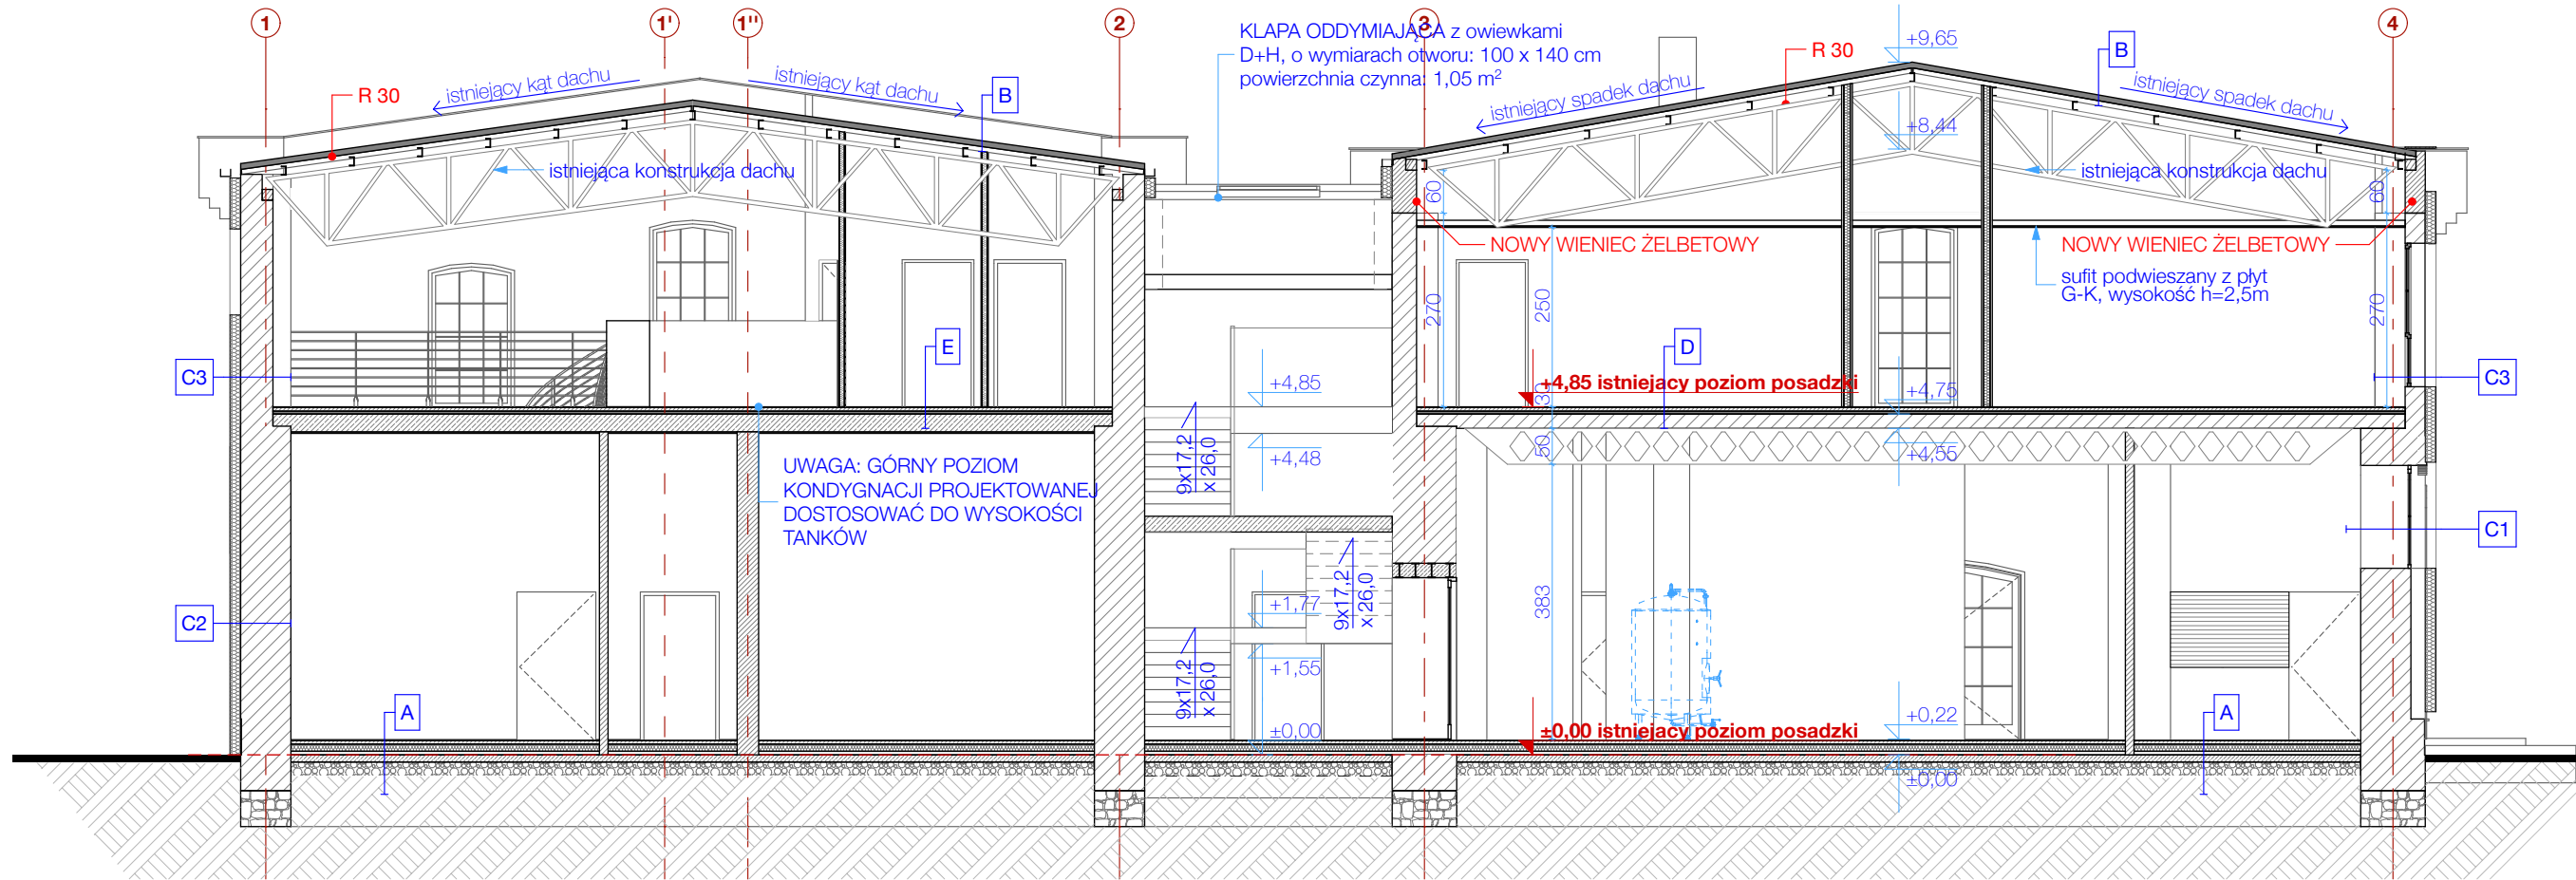 1
1'
1''
2
3
4
KLAPA ODDYMIAJĄCA z owiewkami
D+H, o wymiarach otworu: 100 x 140 cm
powierzchnia czynna: 1,05 m²
R 30
istniejący kąt dachu
istniejący kąt dachu
B
istniejąca konstrukcja dachu
R 30
+9,65
B
istniejący spadek dachu
istniejący spadek dachu
+8,44
istniejąca konstrukcja dachu
60
60
NOWY WIENIEC ŻELBETOWY
NOWY WIENIEC ŻELBETOWY
sufit podwieszany z płyt
G-K, wysokość h=2,5m
270
250
270
C3
E
D
C3
+4,85
+4,85 istniejacy poziom posadzki
30
+4,75
+4,48
+4,55
50
9x17,2
x 26,0
UWAGA: GÓRNY POZIOM
KONDYGNACJI PROJEKTOWANEJ
DOSTOSOWAĆ DO WYSOKOŚCI
TANKÓW
C1
C2
9x17,2
x 26,0
+1,77
383
+1,55
9x17,2
x 26,0
A
A
±0,00
±0,00 istniejacy poziom posadzki
+0,22
±0,00